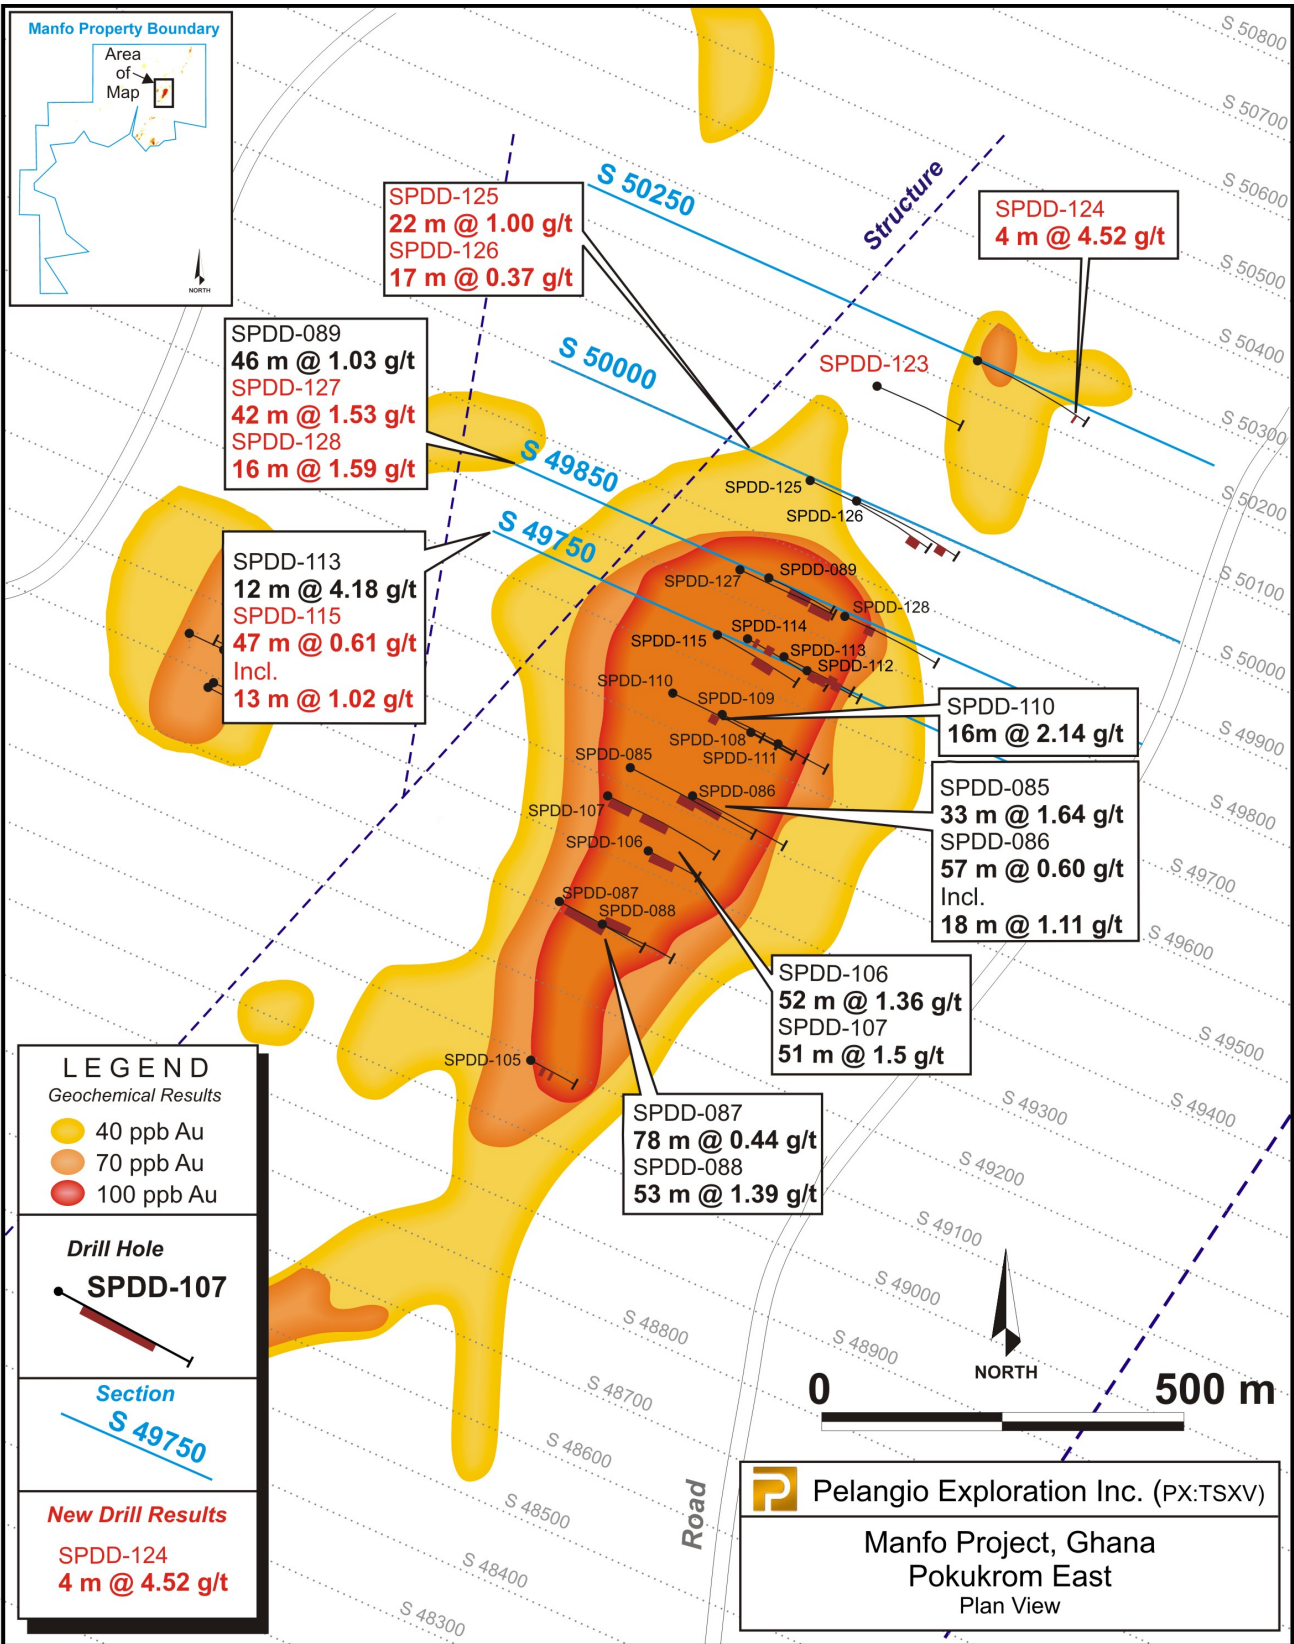 Manfo Property Boundary
Area
of
Map
NORTH
S 50800
S 50700
S 50600
S 50500
S 50400
S 50300
S 50200
S 50100
S 50000
S 49900
S 49800
S 49700
S 49600
S 49500
S 49400
S 49300
S 49200
S 49100
S 49000
S 48900
S 48800
S 48700
S 48600
S 48500
S 48400
S 48300
S 50250
S 50000
S 49850
S 49750
Structure
SPDD-125
22 m @ 1.00 g/t
SPDD-126
17 m @ 0.37 g/t
SPDD-124
4 m @ 4.52 g/t
SPDD-089
46 m @ 1.03 g/t
SPDD-127
42 m @ 1.53 g/t
SPDD-128
16 m @ 1.59 g/t
SPDD-123
SPDD-113
12 m @ 4.18 g/t
SPDD-115
47 m @ 0.61 g/t
Incl.
13 m @ 1.02 g/t
SPDD-125
SPDD-126
SPDD-127
SPDD-089
SPDD-128
SPDD-114
SPDD-115
SPDD-113
SPDD-112
SPDD-110
SPDD-109
SPDD-108
SPDD-111
SPDD-085
SPDD-086
SPDD-107
SPDD-106
SPDD-087
SPDD-088
SPDD-105
SPDD-110
16m @ 2.14 g/t
SPDD-085
33 m @ 1.64 g/t
SPDD-086
57 m @ 0.60 g/t
Incl.
18 m @ 1.11 g/t
SPDD-106
52 m @ 1.36 g/t
SPDD-107
51 m @ 1.5 g/t
SPDD-087
78 m @ 0.44 g/t
SPDD-088
53 m @ 1.39 g/t
LEGEND
Geochemical Results
40 ppb Au
70 ppb Au
100 ppb Au
Drill Hole
SPDD-107
Section
S 49750
New Drill Results
SPDD-124
4 m @ 4.52 g/t
Road
NORTH
0 500 m
Pelangio Exploration Inc. (PX:TSXV)
Manfo Project, Ghana
Pokukrom East
Plan View